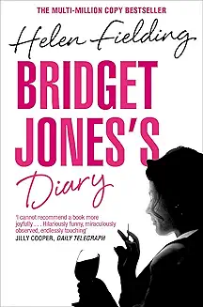 THE MULTI-MILLION COPY BESTSELLER
Helen Fielding
BRIDGET
JONES'S
Diary
'I cannot recommend a book more
joyfully . . . Hilariously funny, miraculously
observed, endlessly touching'
JILLY COOPER, DAILY TELEGRAPH